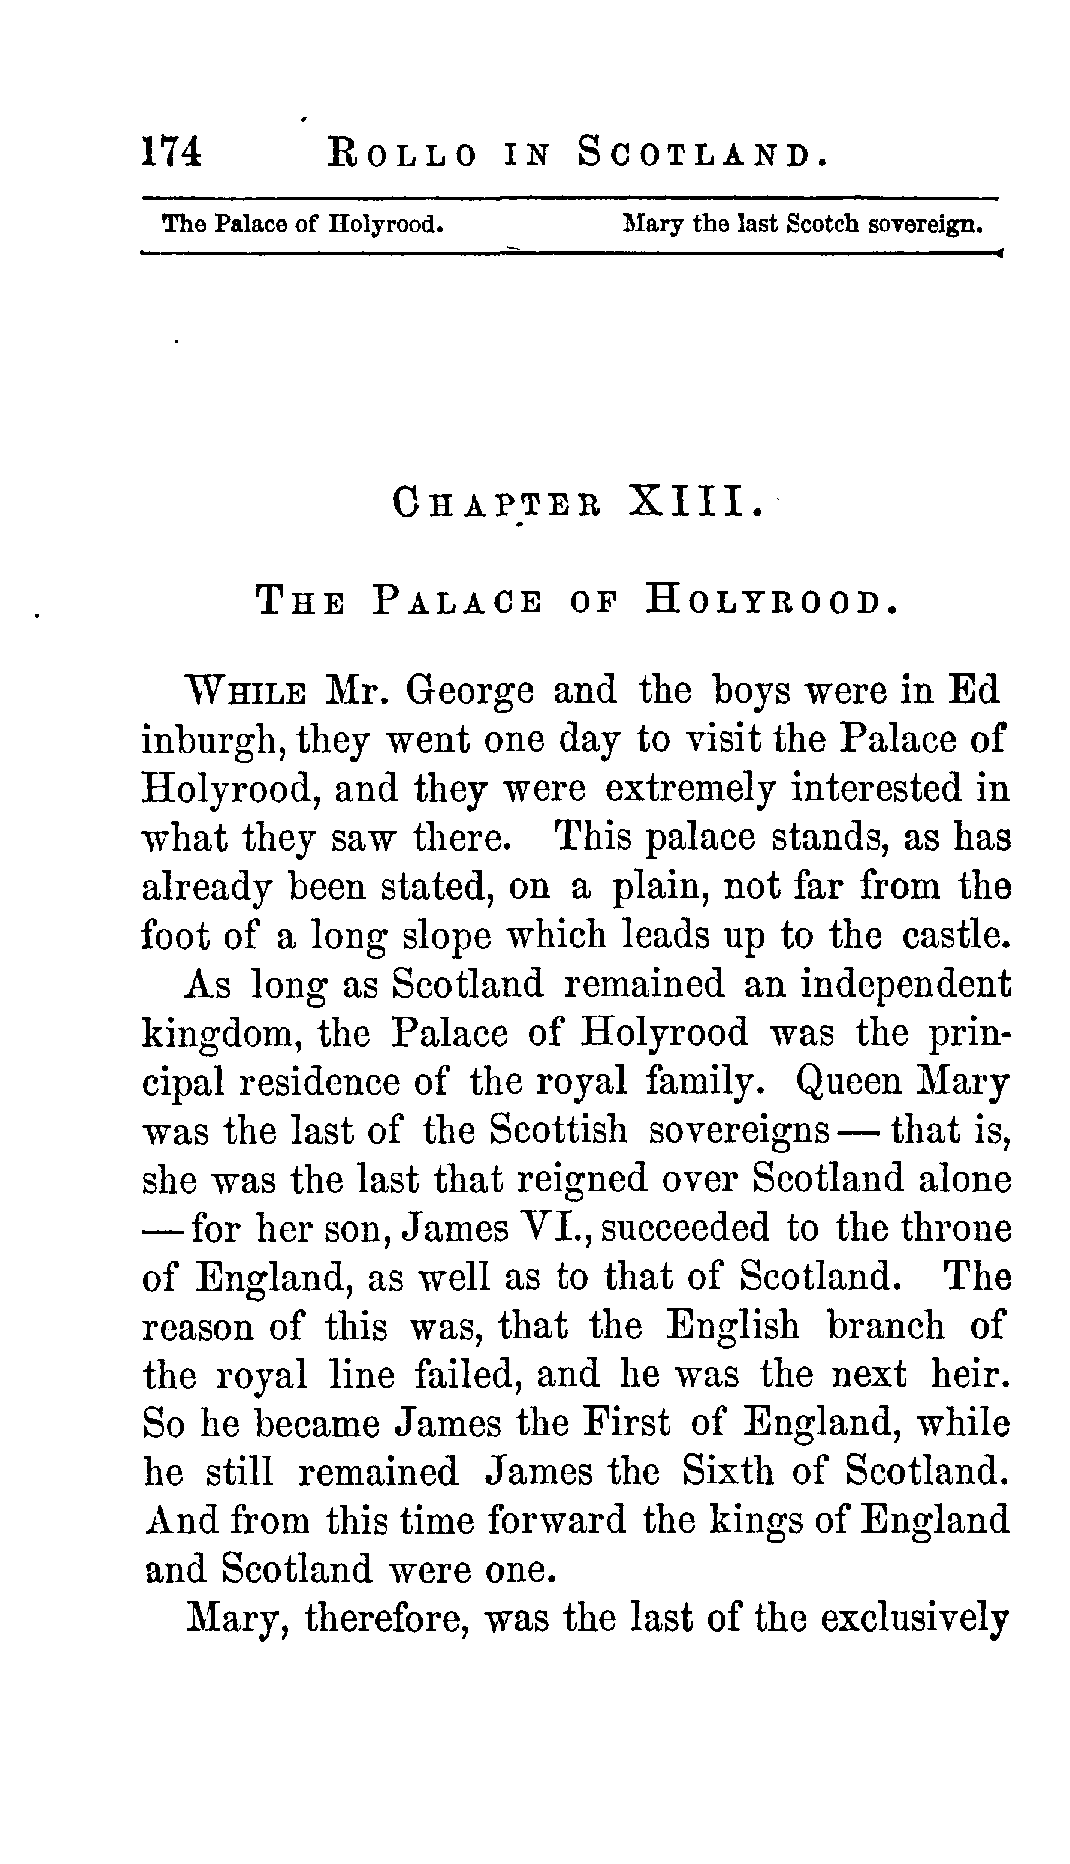 174 ROLLO IN SCOTLAND.
The Palace of Holyrood. Mary the last Scotch sovereign.
CHAPTER XIII.
THE PALACE OF HOLYROOD.
WHILE Mr. George and the boys were in Ed
inburgh, they went one day to visit the Palace of
Holyrood, and they were extremely interested in
what they saw there. This palace stands, as has
already been stated, on a plain, not far from the
foot of a long slope which leads up to the castle.
As long as Scotland remained an independent
kingdom, the Palace of Holyrood was the prin-
cipal residence of the royal family. Queen Mary
was the last of the Scottish sovereigns — that is,
she was the last that reigned over Scotland alone
— for her son, James VI., succeeded to the throne
of England, as well as to that of Scotland. The
reason of this was, that the English branch of
the royal line failed, and he was the next heir.
So he became James the First of England, while
he still remained James the Sixth of Scotland.
And from this time forward the kings of England
and Scotland were one.
Mary, therefore, was the last of the exclusively